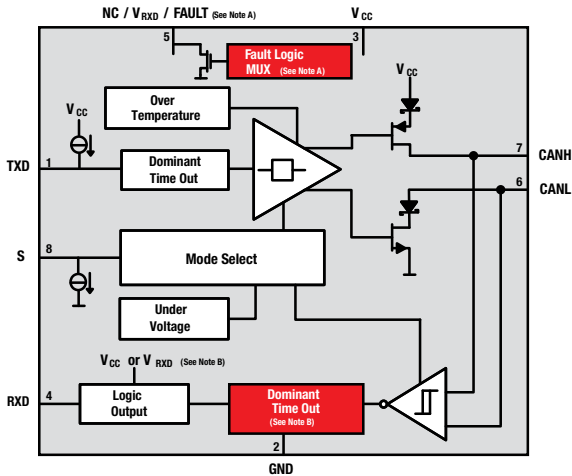 NC / VRXD / FAULT (See Note A)
VCC
5
3
Fault Logic
MUX (See Note A)
VCC
Over
Temperature
VCC
TXD
1
Dominant
Time Out
7
CANH
6
CANL
S
8
Mode Select
Under
Voltage
VCC or VRXD (See Note B)
RXD
4
Logic
Output
Dominant
Time Out
(See Note B)
2
GND